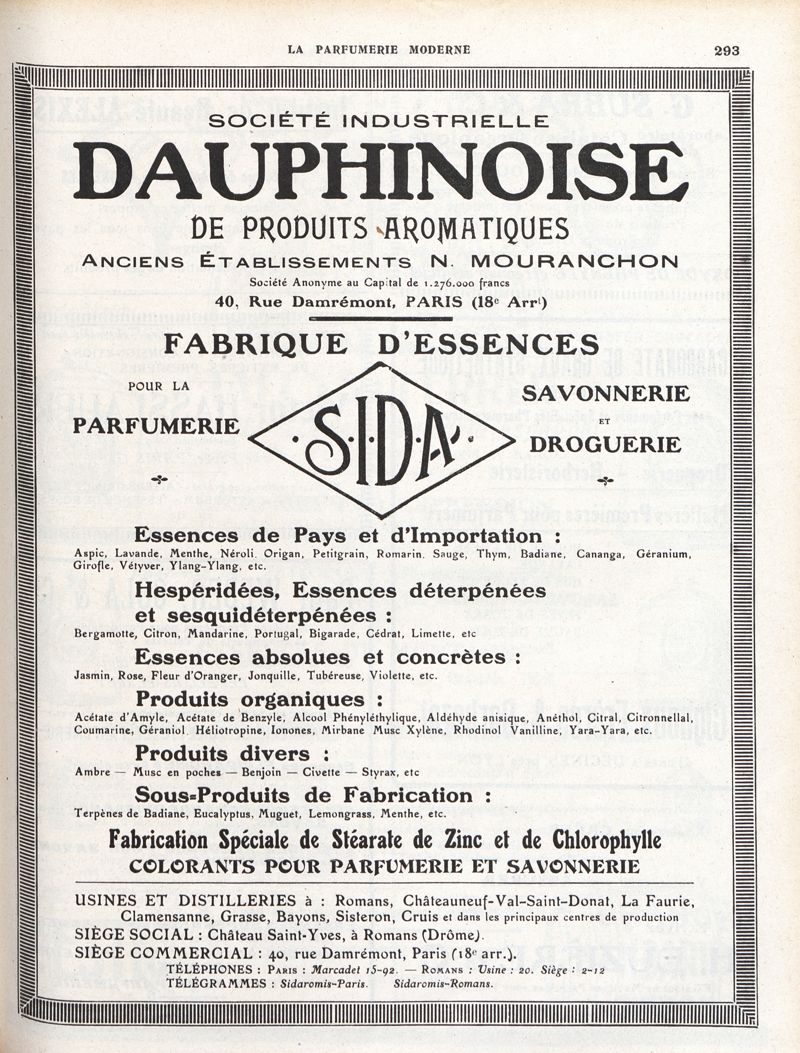 LA PARFUMERIE MODERNE
293
SOCIÉTÉ INDUSTRIELLE
DAUPHINOISE
DE PRODUITS AROMATIQUES
ANCIENS ÉTABLISSEMENTS N. MOURANCHON
Société Anonyme au Capital de 1.276.000 francs
40, Rue Damrémont, PARIS (18e Arrt)
FABRIQUE D'ESSENCES
POUR LA
PARFUMERIE
S·I·D·A
SAVONNERIE
ET
DROGUERIE
Essences de Pays et d'Importation :
Aspic, Lavande, Menthe, Néroli. Origan, Petitgrain, Romarin. Sauge, Thym, Badiane, Cananga, Géranium,
Girofle, Vétyver, Ylang-Ylang, etc.
Hespéridées, Essences déterpénées
et sesquidéterpénées :
Bergamotte, Citron, Mandarine, Portugal, Bigarade, Cédrat, Limette, etc
Essences absolues et concrètes :
Jasmin, Rose, Fleur d'Oranger, Jonquille, Tubéreuse, Violette, etc.
Produits organiques :
Acétate d'Amyle, Acétate de Benzyle, Alcool Phényléthylique, Aldéhyde anisique, Anéthol, Citral, Citronnellal,
Coumarine, Géraniol Héliotropine, Ionones, Mirbane Musc Xylène, Rhodinol Vanilline, Yara-Yara, etc.
Produits divers :
Ambre — Musc en poches — Benjoin — Civette — Styrax, etc
Sous-Produits de Fabrication :
Terpènes de Badiane, Eucalyptus, Muguet, Lemongrass, Menthe, etc.
Fabrication Spéciale de Stéarate de Zinc et de Chlorophylle
COLORANTS POUR PARFUMERIE ET SAVONNERIE
USINES ET DISTILLERIES à : Romans, Châteauneuf-Val-Saint-Donat, La Faurie,
Clamensanne, Grasse, Bayons, Sisteron, Cruis et dans les principaux centres de production
SIÈGE SOCIAL : Château Saint-Yves, à Romans (Drôme).
SIÈGE COMMERCIAL : 40, rue Damrémont, Paris (18e arr.).
TÉLÉPHONES : PARIS : Marcadet 15-92. — ROMANS : Usine : 20. Siège : 2-12
TÉLÉGRAMMES : Sidaromis-Paris. Sidaromis-Romans.